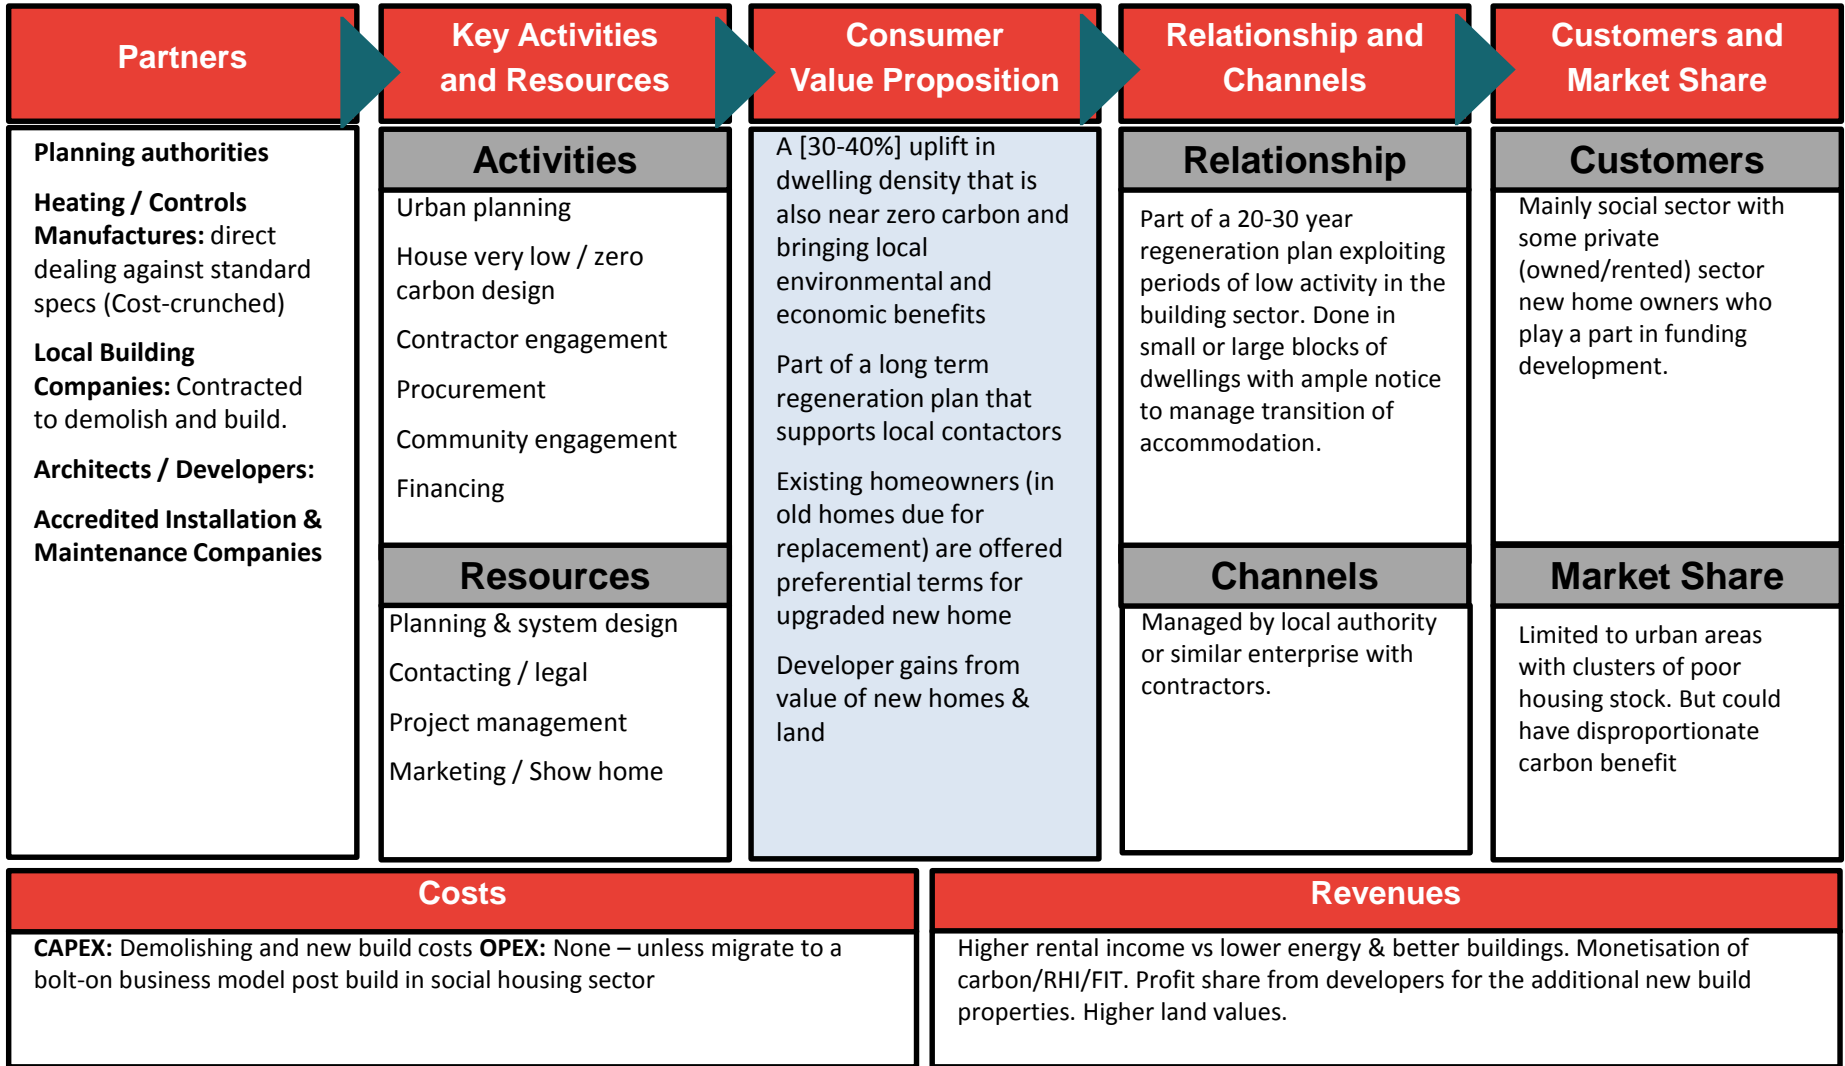 Partners
Key Activities
and Resources
Consumer
Value Proposition
Relationship and
Channels
Customers and
Market Share
Planning authorities
Heating / Controls
Manufactures: direct
dealing against standard
specs (Cost-crunched)
Local Building
Companies: Contracted
to demolish and build.
Architects / Developers:
Accredited Installation &
Maintenance Companies
Activities
Urban planning
House very low / zero
carbon design
Contractor engagement
Procurement
Community engagement
Financing
Resources
Planning & system design
Contacting / legal
Project management
Marketing / Show home
A [30-40%] uplift in
dwelling density that is
also near zero carbon and
bringing local
environmental and
economic benefits
Part of a long term
regeneration plan that
supports local contactors
Existing homeowners (in
old homes due for
replacement) are offered
preferential terms for
upgraded new home
Developer gains from
value of new homes &
land
Relationship
Part of a 20-30 year
regeneration plan exploiting
periods of low activity in the
building sector. Done in
small or large blocks of
dwellings with ample notice
to manage transition of
accommodation.
Channels
Managed by local authority
or similar enterprise with
contractors.
Customers
Mainly social sector with
some private
(owned/rented) sector
new home owners who
play a part in funding
development.
Market Share
Limited to urban areas
with clusters of poor
housing stock. But could
have disproportionate
carbon benefit
Costs
CAPEX: Demolishing and new build costs OPEX: None – unless migrate to a
bolt-on business model post build in social housing sector
Revenues
Higher rental income vs lower energy & better buildings. Monetisation of
carbon/RHI/FIT. Profit share from developers for the additional new build
properties. Higher land values.